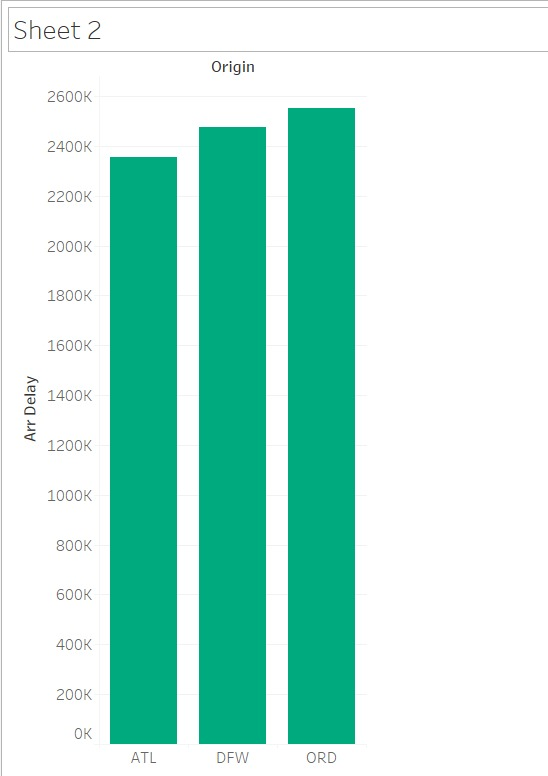 Sheet 2
Origin
2600K
2400K
2200K
2000K
1800K
1600K
1400K
1200K
1000K
800K
600K
400K
200K
0K
Arr Delay
ATL DFW ORD